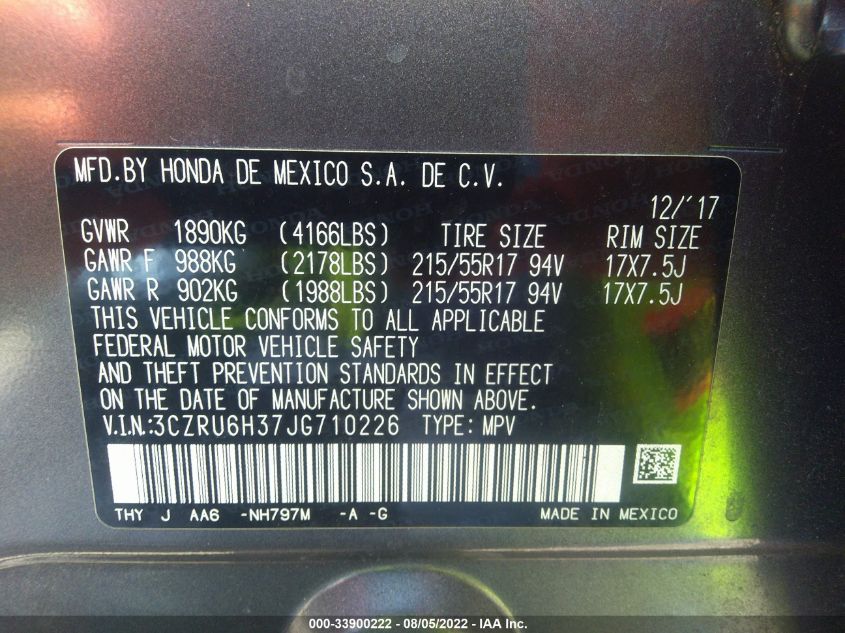 MFD.BY HONDA DE MEXICO S.A. DE C.V.
12/'17
GVWR 1890KG (4166LBS) TIRE SIZE RIM SIZE
GAWR F 988KG (2178LBS) 215/55R17 94V 17X7.5J
GAWR R 902KG (1988LBS) 215/55R17 94V 17X7.5J
THIS VEHICLE CONFORMS TO ALL APPLICABLE
FEDERAL MOTOR VEHICLE SAFETY
AND THEFT PREVENTION STANDARDS IN EFFECT
ON THE DATE OF MANUFACTURE SHOWN ABOVE.
V.I.N.:3CZRU6H37JG710226 TYPE: MPV
THY J AA6 -NH797M -A -G MADE IN MEXICO
000-33900222 - 08/05/2022 - IAA Inc.